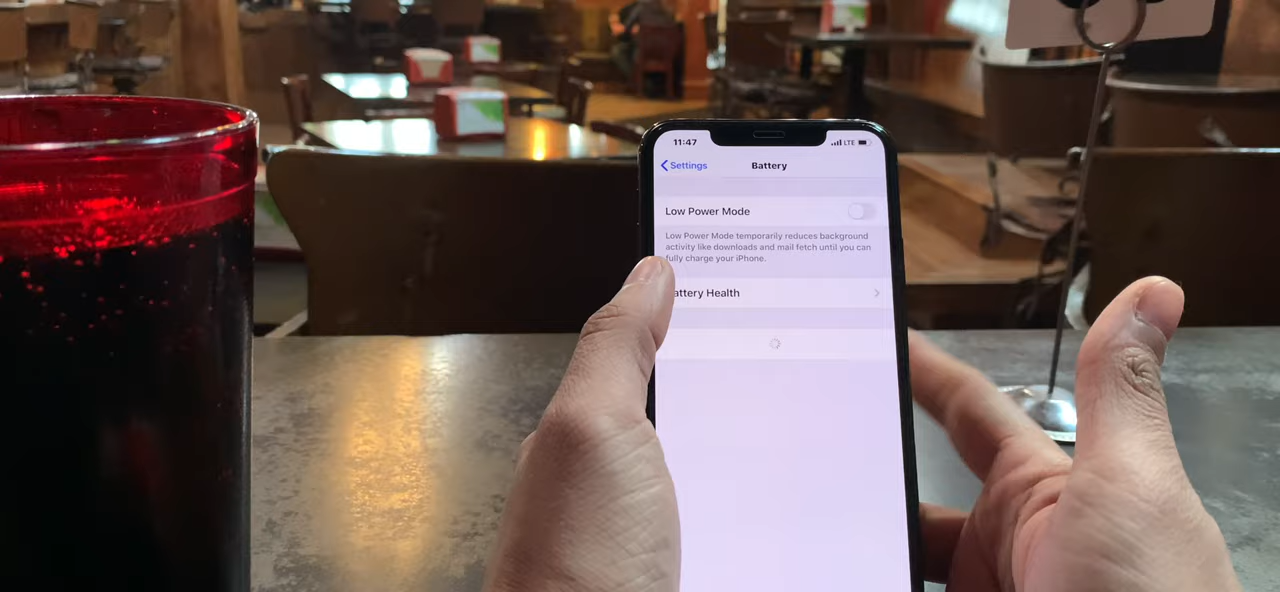 11:47
LTE
Settings
Battery
Low Power Mode
Low Power Mode temporarily reduces background
activity like downloads and mail fetch until you can
fully charge your iPhone.
attery Health